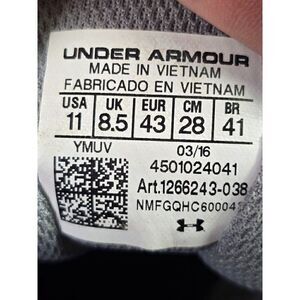 UNDER ARMOUR
MADE IN VIETNAM
FABRICADO EN VIETNAM
USA UK EUR CM BR
11 8.5 43 28 41
YMUV 03/16
4501024041
Art.1266243-038